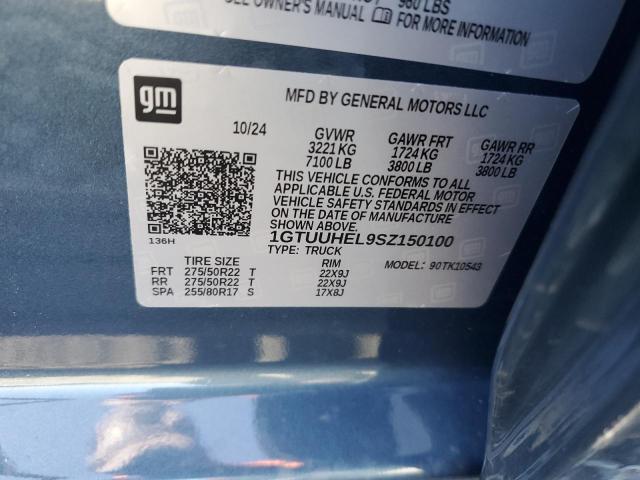 960 LBS
SEE OWNER'S MANUAL FOR MORE INFORMATION
gm
MFD BY GENERAL MOTORS LLC
10/24 GVWR GAWR FRT GAWR RR
3221 KG 1724 KG 1724 KG
7100 LB 3800 LB 3800 LB
THIS VEHICLE CONFORMS TO ALL
APPLICABLE U.S. FEDERAL MOTOR
VEHICLE SAFETY STANDARDS IN EFFECT
ON THE DATE OF MANUFACTURE
SHOWN ABOVE.
136H
1GTUUHEL9SZ150100
TYPE: TRUCK
TIRE SIZE RIM MODEL: 90TK10543
FRT 275/50R22 T 22X9J
RR 275/50R22 T 22X9J
SPA 255/80R17 S 17X8J